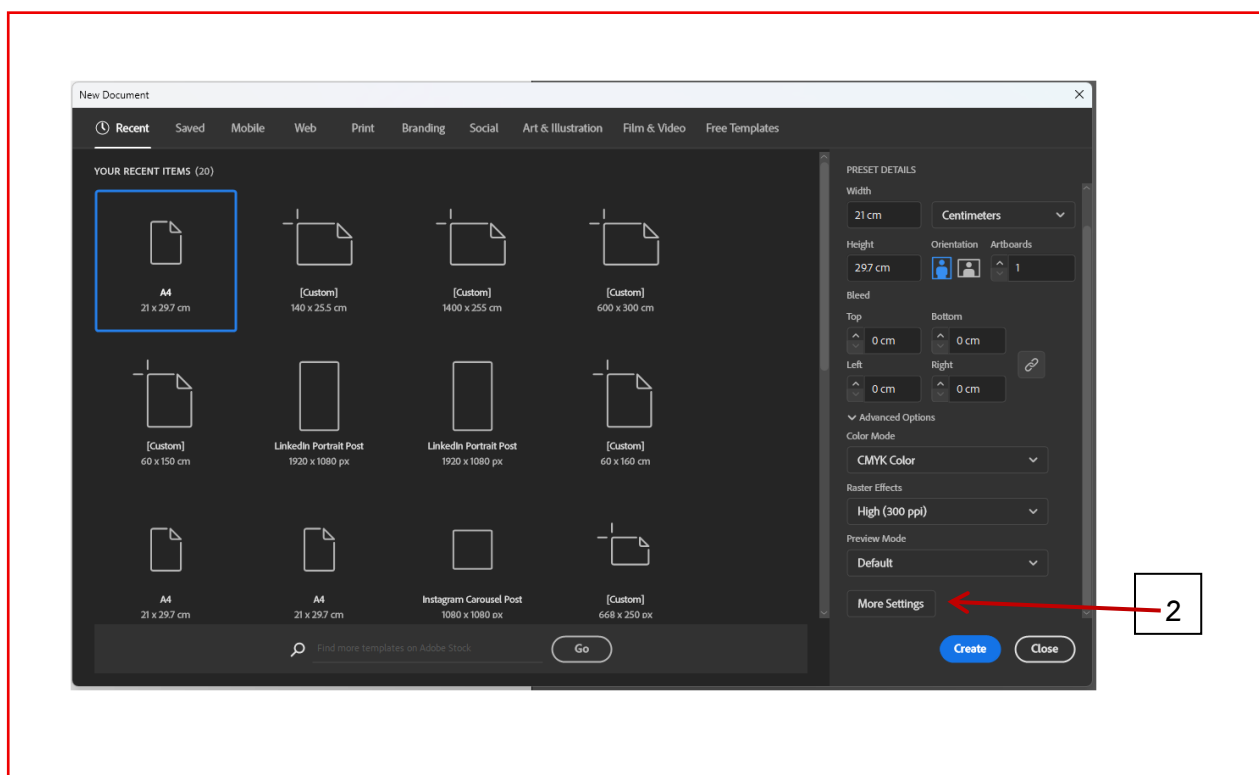 New Document
Recent Saved Mobile Web Print Branding Social Art & Illustration Film & Video Free Templates
YOUR RECENT ITEMS (20)
A4
21 x 29.7 cm
[Custom]
140 x 25.5 cm
[Custom]
1400 x 255 cm
[Custom]
600 x 300 cm
[Custom]
60 x 150 cm
LinkedIn Portrait Post
1920 x 1080 px
LinkedIn Portrait Post
1920 x 1080 px
[Custom]
60 x 160 cm
A4
21 x 29.7 cm
A4
21 x 29.7 cm
Instagram Carousel Post
1080 x 1080 px
[Custom]
668 x 250 px
Find more templates on Adobe Stock
Go
PRESET DETAILS
Width
21 cm Centimeters
Height Orientation Artboards
29.7 cm 1
Bleed
Top Bottom
0 cm 0 cm
Left Right
0 cm 0 cm
Advanced Options
Color Mode
CMYK Color
Raster Effects
High (300 ppi)
Preview Mode
Default
More Settings
Create Close
2